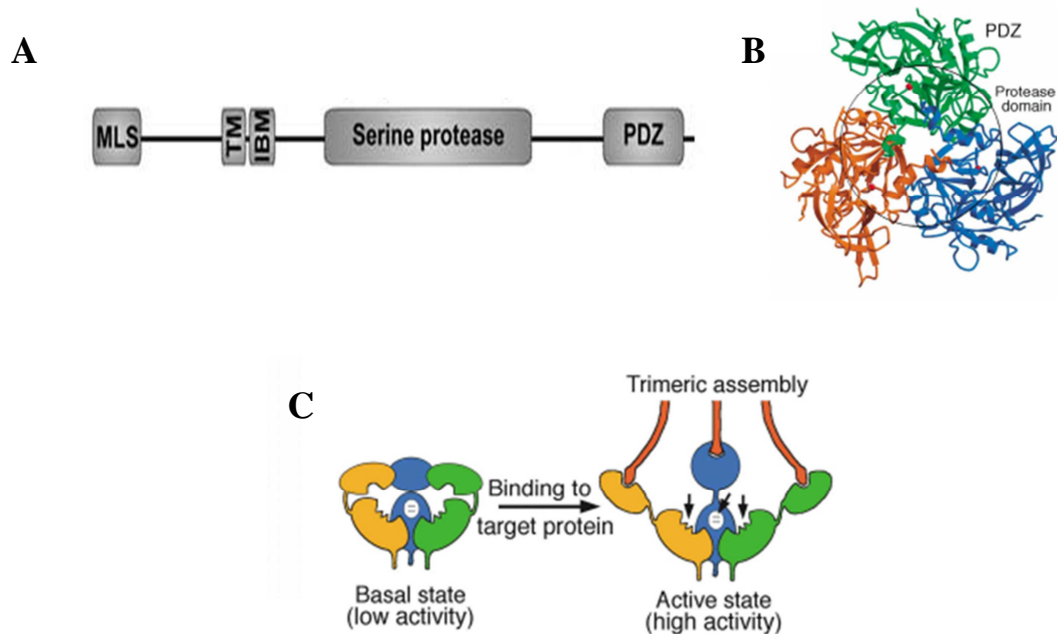 A
MLS
TM
IBM
Serine protease
PDZ
B
PDZ
Protease
domain
C
Trimeric assembly
Binding to
target protein
Basal state
(low activity)
Active state
(high activity)